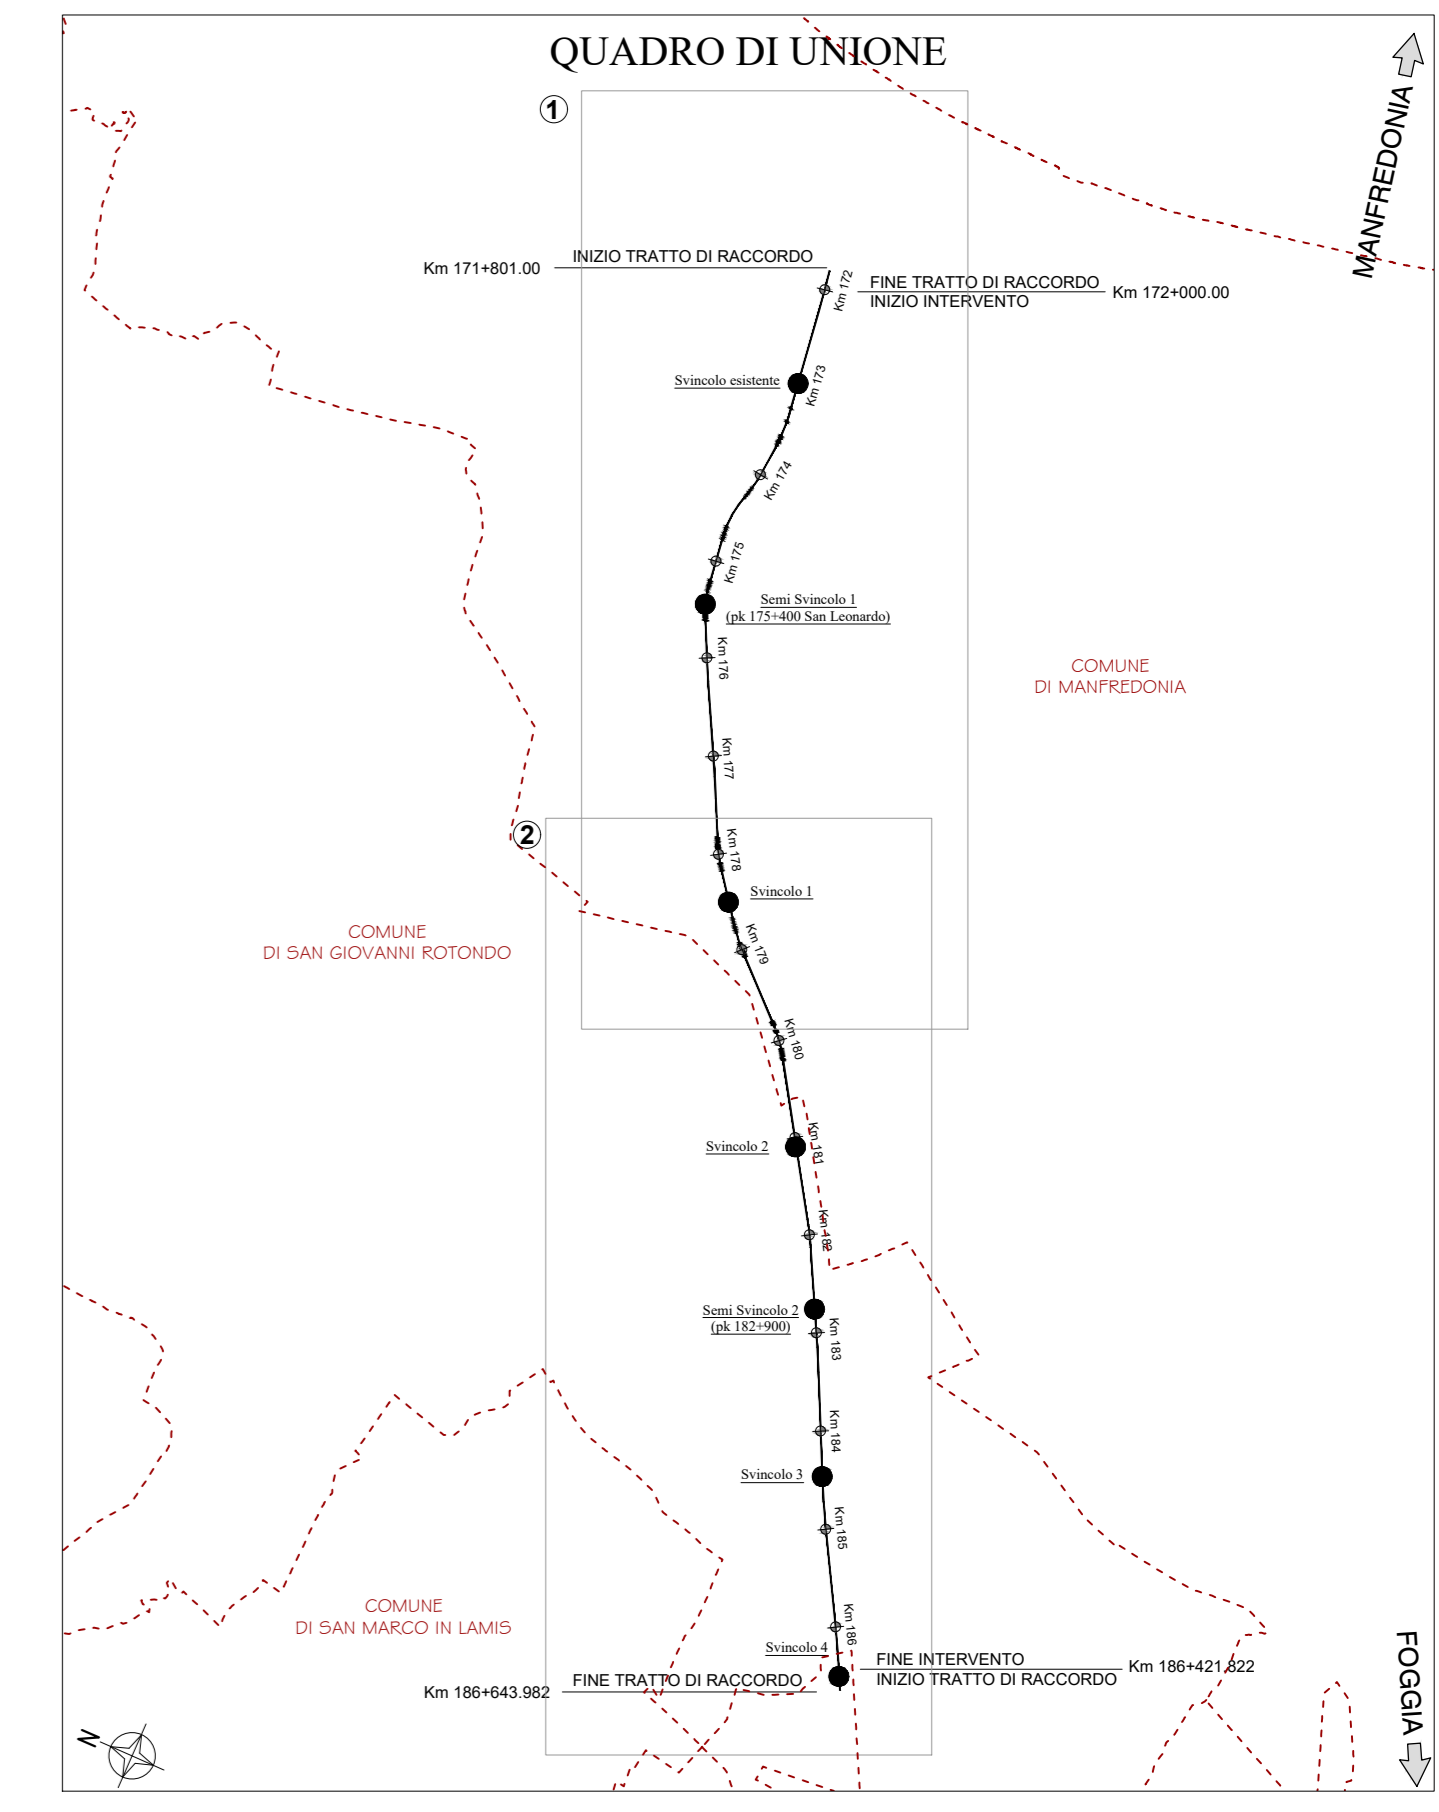 QUADRO DI UNIONE
1
MANFREDONIA
INIZIO TRATTO DI RACCORDO
Km 171+801.00
Km 172
FINE TRATTO DI RACCORDO
INIZIO INTERVENTO
Km 172+000.00
Svincolo esistente
Km 173
Km 174
Km 175
Semi Svincolo 1
(pk 175+400 San Leonardo)
Km 176
COMUNE
DI MANFREDONIA
Km 177
2
Km 178
Svincolo 1
COMUNE
DI SAN GIOVANNI ROTONDO
Km 179
Km 180
Svincolo 2
Km 181
Km 182
Semi Svincolo 2
(pk 182+900)
Km 183
Km 184
Svincolo 3
Km 185
COMUNE
DI SAN MARCO IN LAMIS
Km 186
Svincolo 4
FINE INTERVENTO
INIZIO TRATTO DI RACCORDO
Km 186+421.822
FINE TRATTO DI RACCORDO
Km 186+643.982
FOGGIA
N